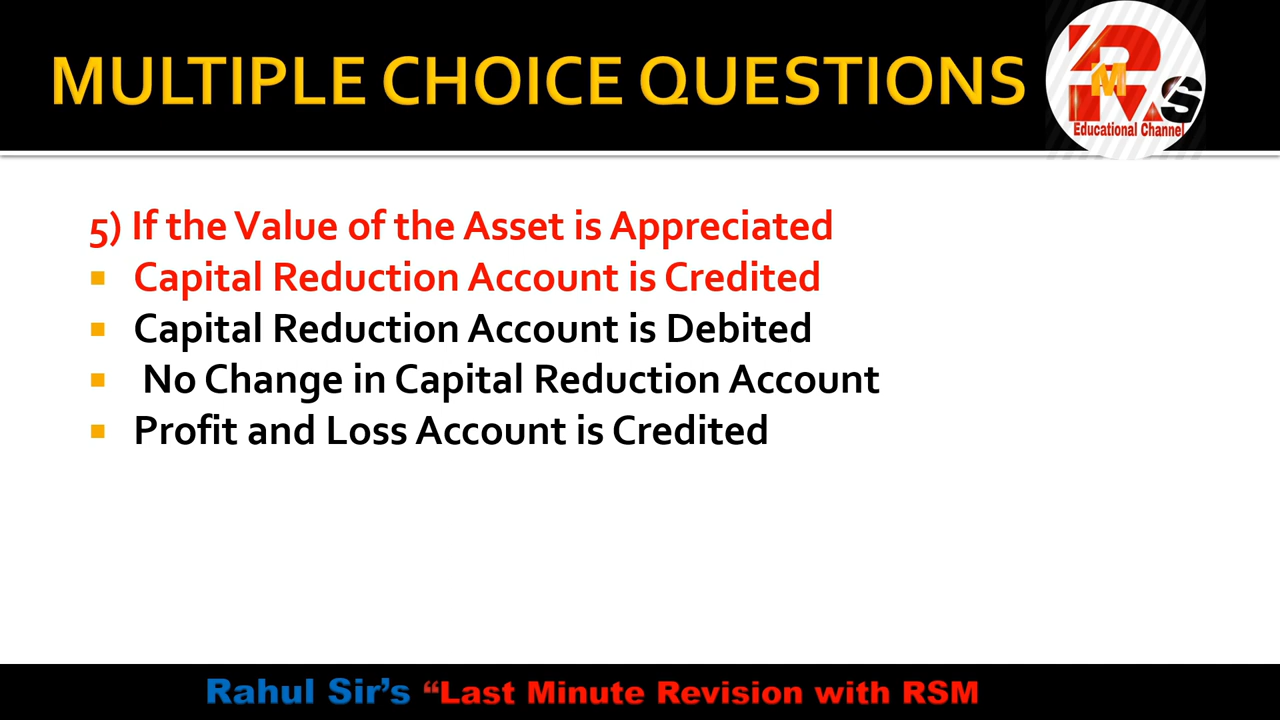 MULTIPLE CHOICE QUESTIONS
RMS
Educational Channel
5) If the Value of the Asset is Appreciated
Capital Reduction Account is Credited
Capital Reduction Account is Debited
No Change in Capital Reduction Account
Profit and Loss Account is Credited
Rahul Sir's “Last Minute Revision with RSM